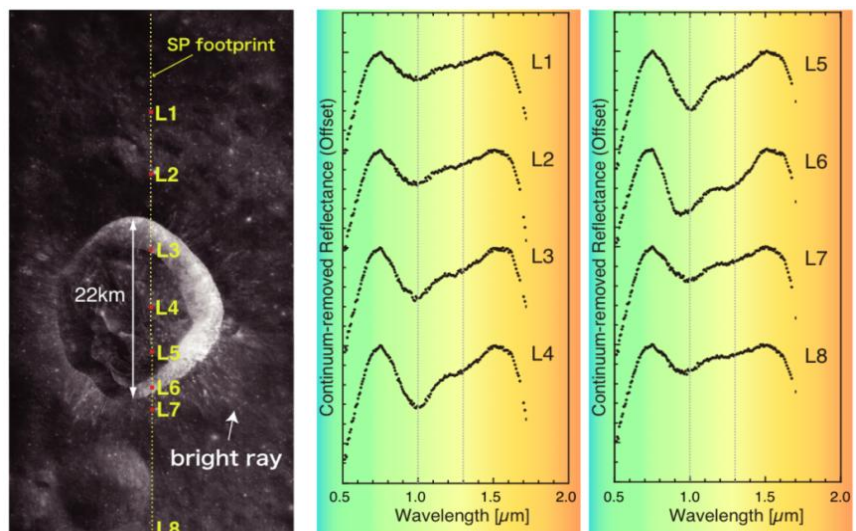 SP footprint
L1
L2
L3
22km
L4
L5
L6
L7
bright ray
L8
Continuum-removed Reflectance (Offset)
L1
L2
L3
L4
0.5 1.0 1.5 2.0
Wavelength [μm]
Continuum-removed Reflectance (Offset)
L5
L6
L7
L8
0.5 1.0 1.5 2.0
Wavelength [μm]